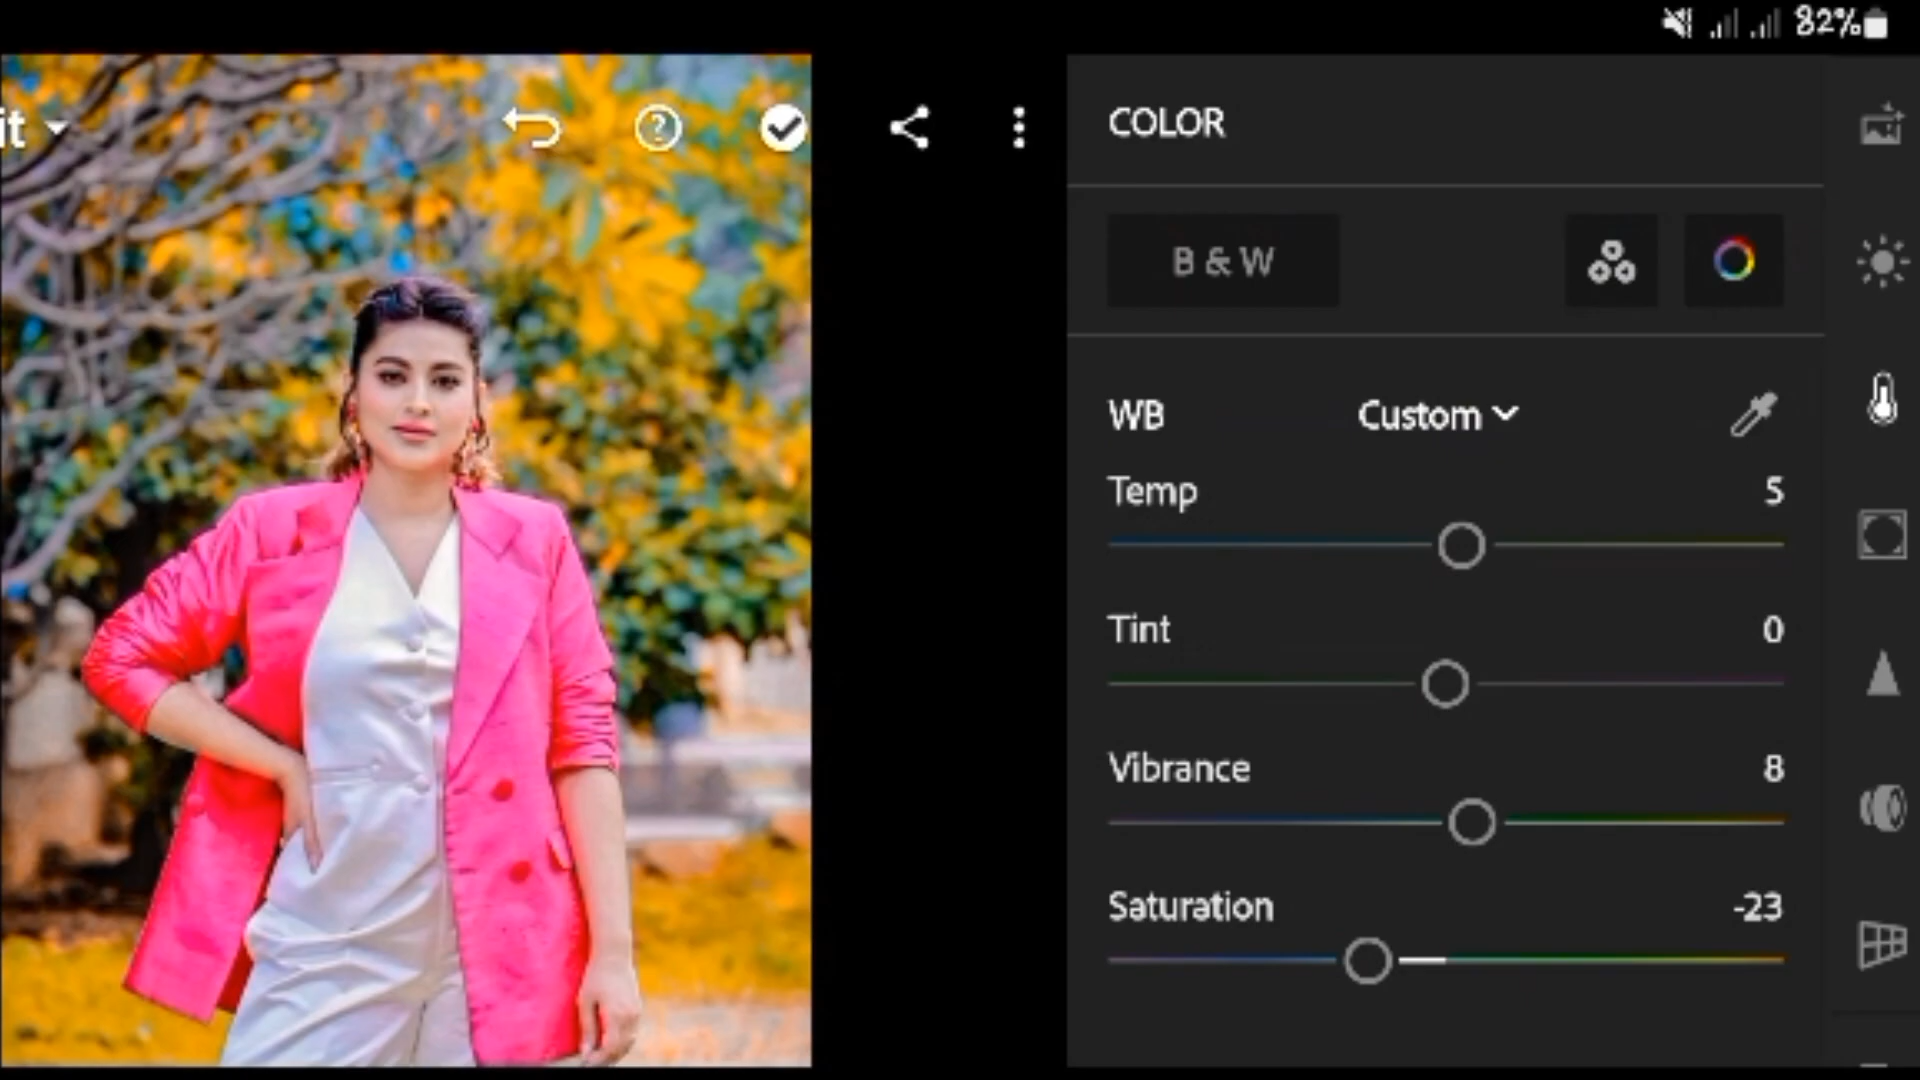 82%
it
COLOR
B & W
WB Custom
Temp 5
Tint 0
Vibrance 8
Saturation -23